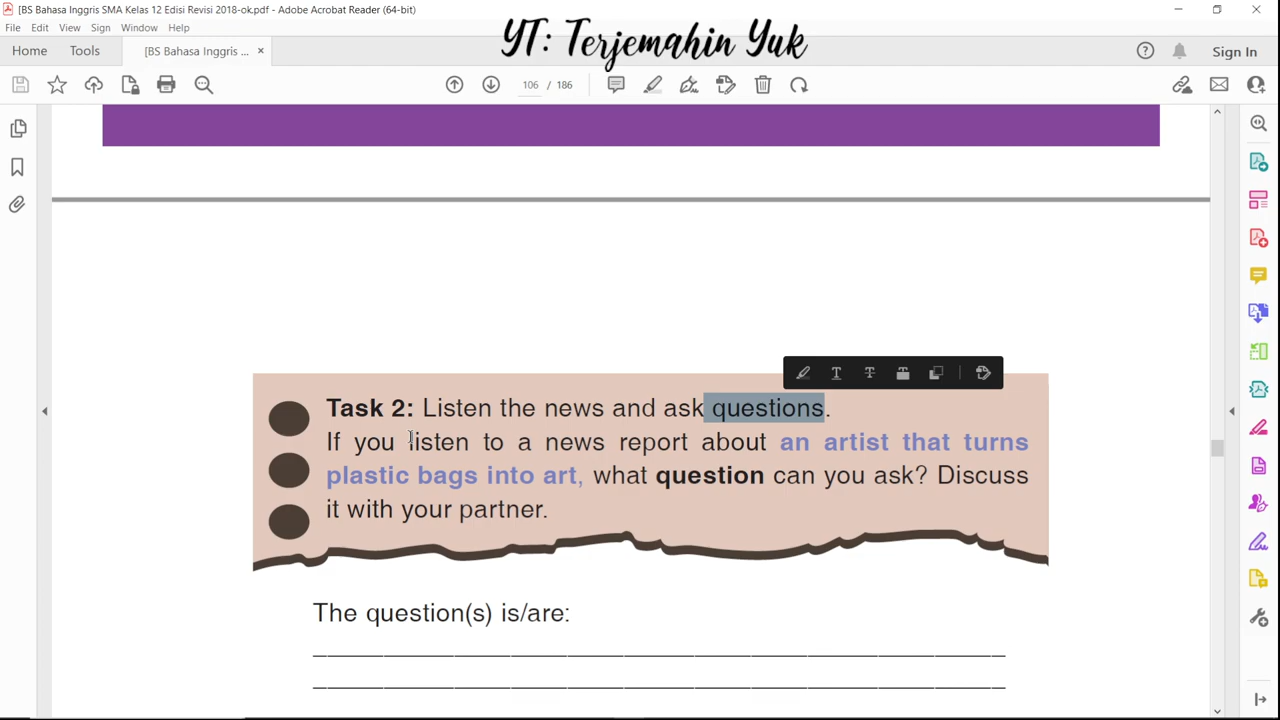 [BS Bahasa Inggris SMA Kelas 12 Edisi Revisi 2018-ok.pdf - Adobe Acrobat Reader (64-bit)
YT: Terjemahin Yuk
File Edit View Sign Window Help
Home Tools [BS Bahasa Inggris ... × Sign In
106 / 186
Task 2: Listen the news and ask questions.
If you listen to a news report about an artist that turns
plastic bags into art, what question can you ask? Discuss
it with your partner.
The question(s) is/are: